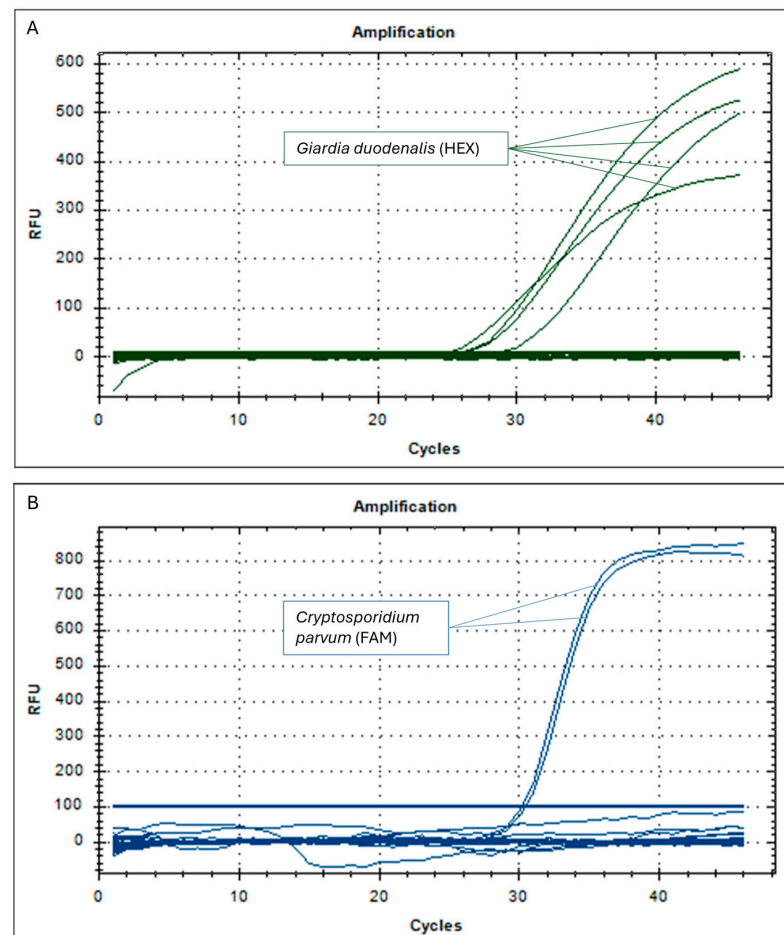 A
Amplification
600
500
400
300
200
100
0
RFU
Giardia duodenalis (HEX)
0
10
20
30
40
Cycles
B
Amplification
800
700
600
500
400
300
200
100
0
RFU
Cryptosporidium
parvum (FAM)
0
10
20
30
40
Cycles